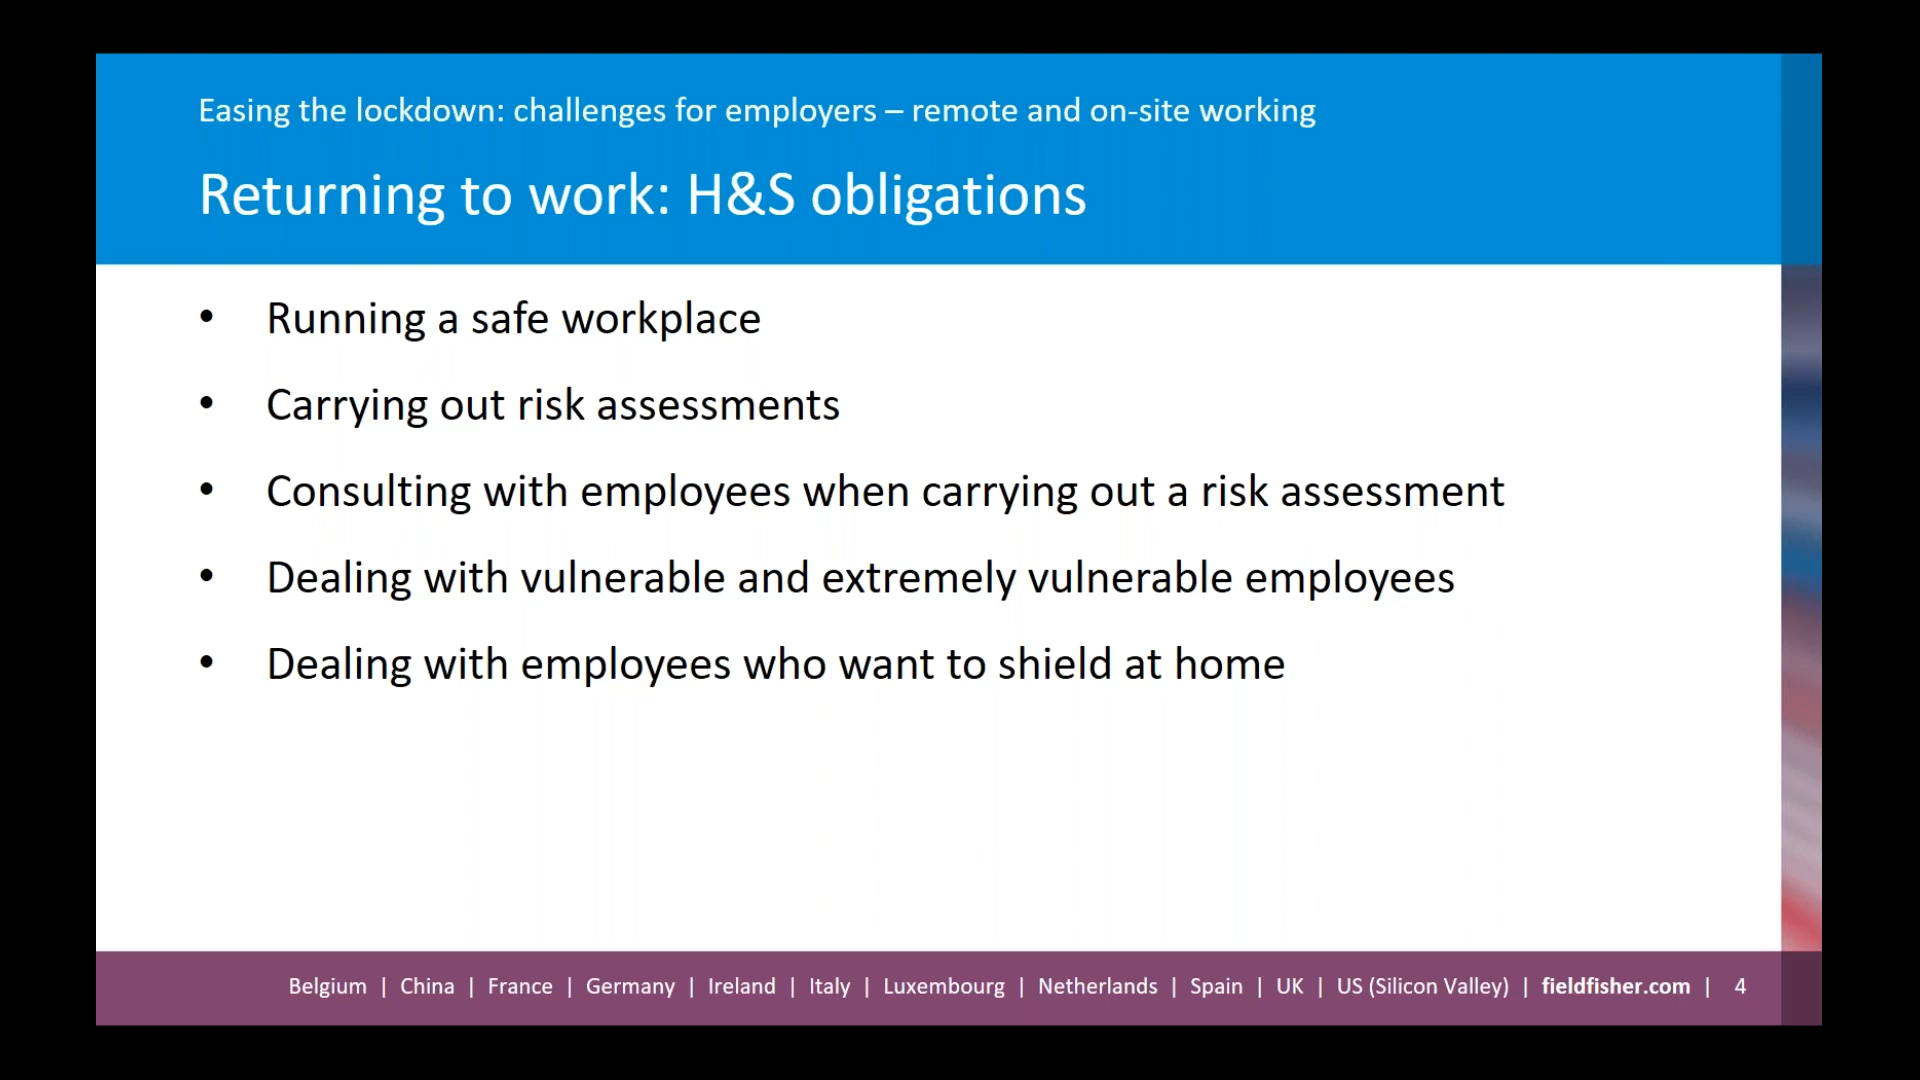 Easing the lockdown: challenges for employers – remote and on-site working
Returning to work: H&S obligations
• Running a safe workplace
• Carrying out risk assessments
• Consulting with employees when carrying out a risk assessment
• Dealing with vulnerable and extremely vulnerable employees
• Dealing with employees who want to shield at home
Belgium | China | France | Germany | Ireland | Italy | Luxembourg | Netherlands | Spain | UK | US (Silicon Valley) | fieldfisher.com | 4